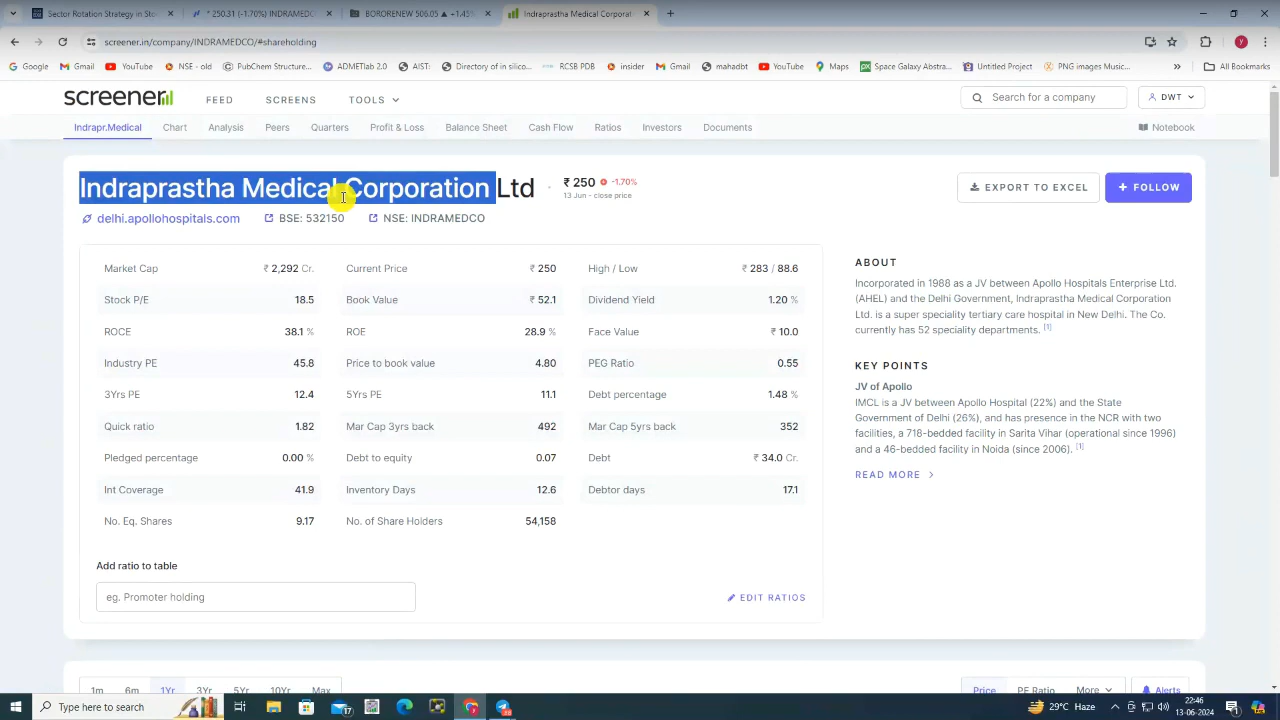 Sector Rotation St
250.31 (-1.70%) INDRAMEDC
BORORENEW 506.05 ▲ +1.45%
Indraprastha Medical Corporatio
screener.in/company/INDRAMEDCO/#shareholding
Google
Gmail
YouTube
NSE - old
PubChem Structure...
ADMETlab 2.0
AISTi
Directory of in silico...
RCSB PDB
insider
Gmail
mahadbt
YouTube
Maps
Space Galaxy Abstra...
Untitled Project
PNG images Music...
All Bookmarks
screener
FEED
SCREENS
TOOLS
Search for a company
DWT
Indrapr.Medical
Chart
Analysis
Peers
Quarters
Profit & Loss
Balance Sheet
Cash Flow
Ratios
Investors
Documents
Notebook
Indraprastha Medical Corporation Ltd
₹ 250 -1.70%
13 Jun - close price
EXPORT TO EXCEL
+ FOLLOW
delhi.apollohospitals.com
BSE: 532150
NSE: INDRAMEDCO
Market Cap ₹ 2,292 Cr.
Current Price ₹ 250
High / Low ₹ 283 / 88.6
Stock P/E 18.5
Book Value ₹ 52.1
Dividend Yield 1.20 %
ROCE 38.1 %
ROE 28.9 %
Face Value ₹ 10.0
Industry PE 45.8
Price to book value 4.80
PEG Ratio 0.55
3Yrs PE 12.4
5Yrs PE 11.1
Debt percentage 1.48 %
Quick ratio 1.82
Mar Cap 3yrs back 492
Mar Cap 5yrs back 352
Pledged percentage 0.00 %
Debt to equity 0.07
Debt ₹ 34.0 Cr.
Int Coverage 41.9
Inventory Days 12.6
Debtor days 17.1
No. Eq. Shares 9.17
No. of Share Holders 54,158
Add ratio to table
eg. Promoter holding
EDIT RATIOS
ABOUT
Incorporated in 1988 as a JV between Apollo Hospitals Enterprise Ltd.
(AHEL) and the Delhi Government, Indraprastha Medical Corporation
Ltd. is a super speciality tertiary care hospital in New Delhi. The Co.
currently has 52 speciality departments. [1]
KEY POINTS
JV of Apollo
IMCL is a JV between Apollo Hospital (22%) and the State
Government of Delhi (26%), and has presence in the NCR with two
facilities, a 718-bedded facility in Sarita Vihar (operational since 1996)
and a 46-bedded facility in Noida (since 2006). [1]
READ MORE
1m
6m
1Yr
3Yr
5Yr
10Yr
Max
Price
PE Ratio
More
Alerts
Type here to search
17
29°C Haze
22:46
13-06-2024